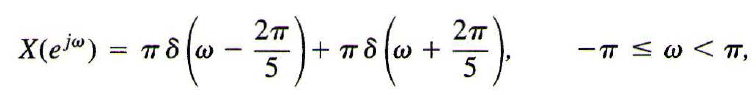 X(e^{jω}) = π δ(ω − 2π/5) + π δ(ω + 2π/5), −π ≤ ω < π,